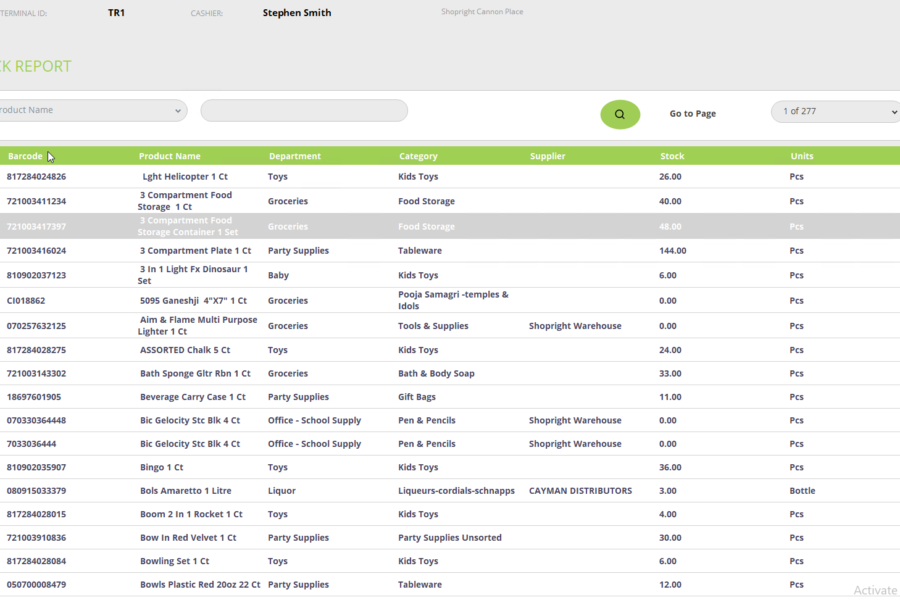 TERMINAL ID: TR1 CASHIER: Stephen Smith Shopright Cannon Place
K REPORT
roduct Name Go to Page 1 of 277
Barcode Product Name Department Category Supplier Stock Units
817284024826 Lght Helicopter 1 Ct Toys Kids Toys 26.00 Pcs
721003411234 3 Compartment Food Storage 1 Ct Groceries Food Storage 40.00 Pcs
721003417397 3 Compartment Food Storage Container 1 Set Groceries Food Storage 48.00 Pcs
721003416024 3 Compartment Plate 1 Ct Party Supplies Tableware 144.00 Pcs
810902037123 3 In 1 Light Fx Dinosaur 1 Set Baby Kids Toys 6.00 Pcs
CI018862 5095 Ganeshji 4"X7" 1 Ct Groceries Pooja Samagri -temples & Idols 0.00 Pcs
070257632125 Aim & Flame Multi Purpose Lighter 1 Ct Groceries Tools & Supplies Shopright Warehouse 0.00 Pcs
817284028275 ASSORTED Chalk 5 Ct Toys Kids Toys 24.00 Pcs
721003143302 Bath Sponge Gltr Rbn 1 Ct Groceries Bath & Body Soap 33.00 Pcs
18697601905 Beverage Carry Case 1 Ct Party Supplies Gift Bags 11.00 Pcs
070330364448 Bic Gelocity Stc Blk 4 Ct Office - School Supply Pen & Pencils Shopright Warehouse 0.00 Pcs
7033036444 Bic Gelocity Stc Blk 4 Ct Office - School Supply Pen & Pencils Shopright Warehouse 0.00 Pcs
810902035907 Bingo 1 Ct Toys Kids Toys 36.00 Pcs
080915033379 Bols Amaretto 1 Litre Liquor Liqueurs-cordials-schnapps CAYMAN DISTRIBUTORS 3.00 Bottle
817284028015 Boom 2 In 1 Rocket 1 Ct Toys Kids Toys 4.00 Pcs
721003910836 Bow In Red Velvet 1 Ct Party Supplies Party Supplies Unsorted 30.00 Pcs
817284028084 Bowling Set 1 Ct Toys Kids Toys 6.00 Pcs
050700008479 Bowls Plastic Red 20oz 22 Ct Party Supplies Tableware 12.00 Pcs
Activate